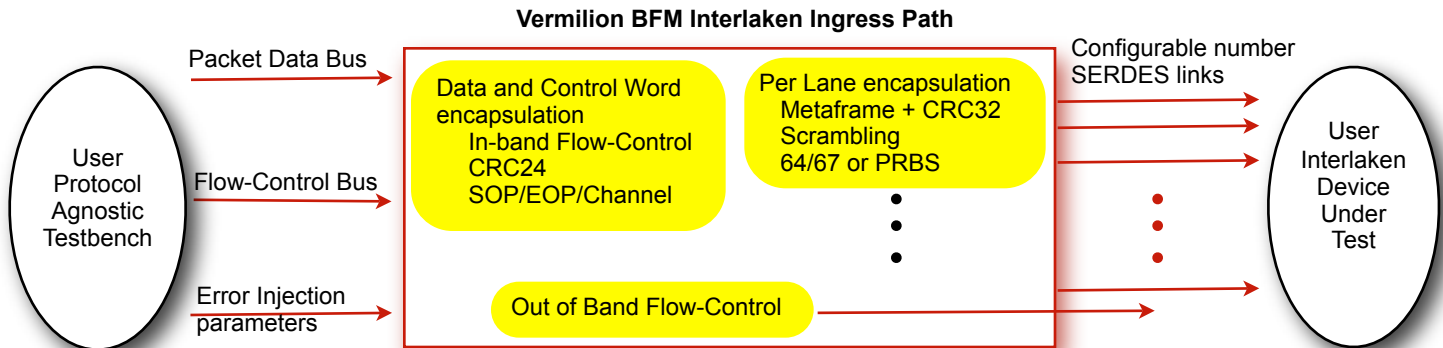 Vermilion BFM Interlaken Ingress Path
User
Protocol
Agnostic
Testbench
Packet Data Bus
Flow-Control Bus
Error Injection
parameters
Data and Control Word
encapsulation
In-band Flow-Control
CRC24
SOP/EOP/Channel
Per Lane encapsulation
Metaframe + CRC32
Scrambling
64/67 or PRBS
Out of Band Flow-Control
Configurable number
SERDES links
User
Interlaken
Device
Under
Test